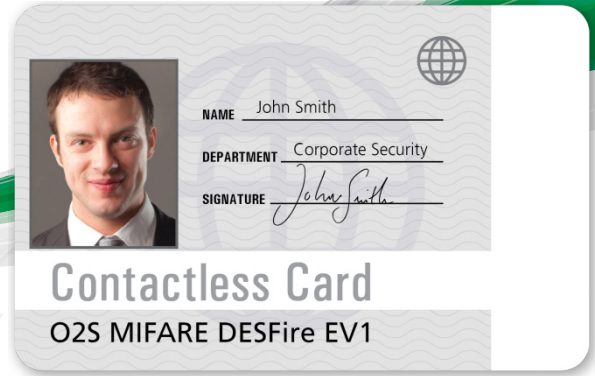 NAME John Smith
DEPARTMENT Corporate Security
SIGNATURE John Smith
Contactless Card
O2S MIFARE DESFire EV1